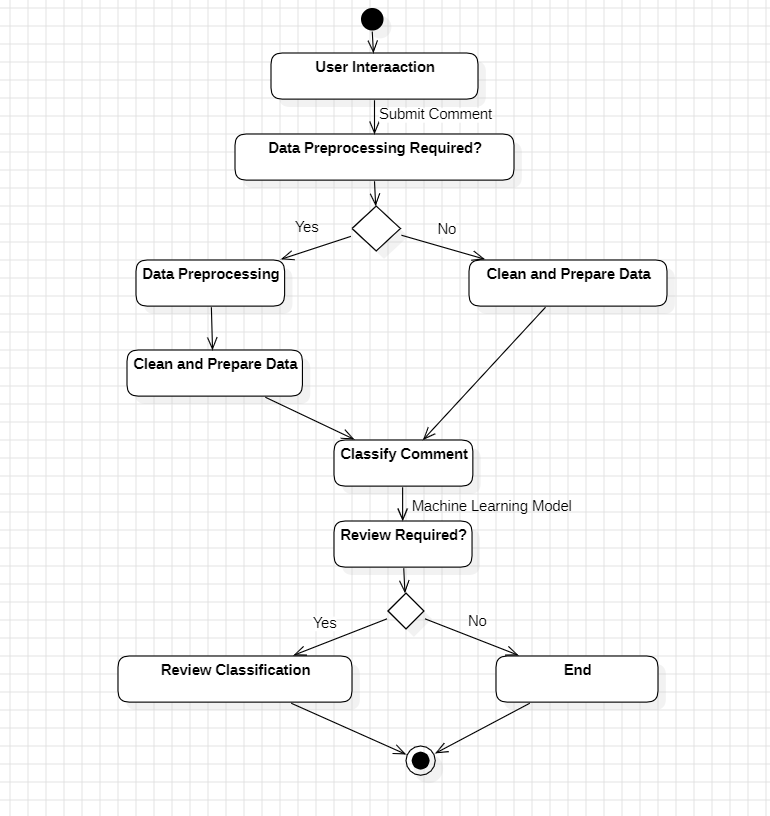 User Interaaction
Submit Comment
Data Preprocessing Required?
Yes
No
Data Preprocessing
Clean and Prepare Data
Clean and Prepare Data
Classify Comment
Machine Learning Model
Review Required?
Yes
No
Review Classification
End